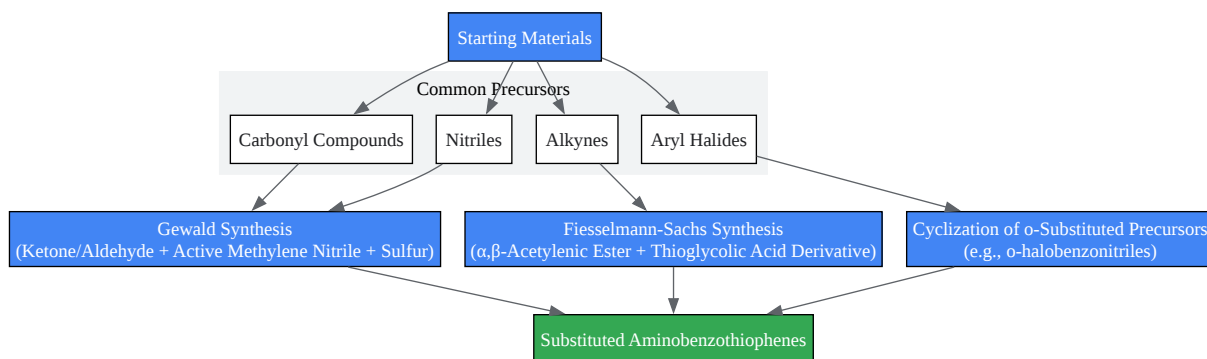 Starting Materials
Common Precursors
Carbonyl Compounds
Nitriles
Alkynes
Aryl Halides
Gewald Synthesis
(Ketone/Aldehyde + Active Methylene Nitrile + Sulfur)
Fiesselmann-Sachs Synthesis
(α,β-Acetylenic Ester + Thioglycolic Acid Derivative)
Cyclization of o-Substituted Precursors
(e.g., o-halobenzonitriles)
Substituted Aminobenzothiophenes